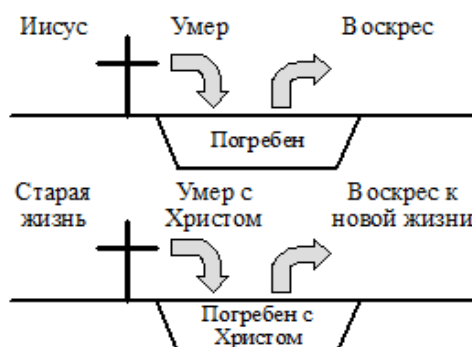 Иисус Умер Воскрес
Погребен
Старая Умер с Воскрес к
жизнь Христом новой жизни
Погребен с
Христом